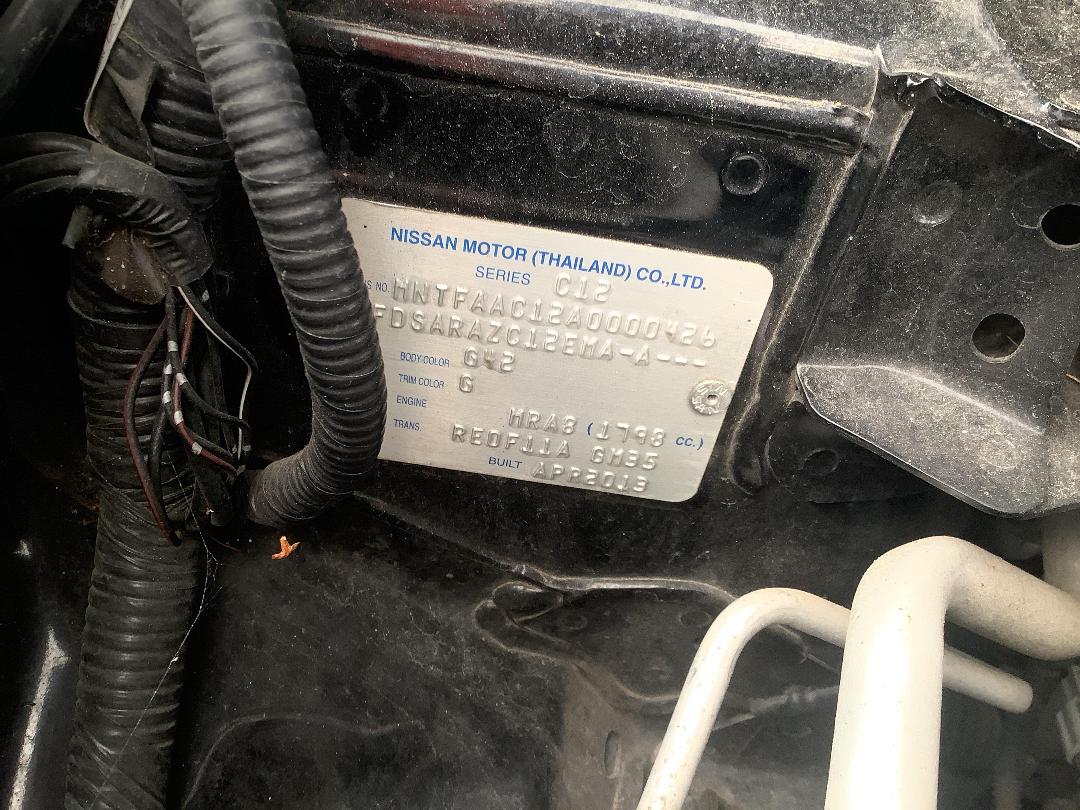 NISSAN MOTOR (THAILAND) CO.,LTD.
SERIES C12
NO. MNTFAAC12A0000426
FDSARAZC12EMA-A---
BODY COLOR G42
TRIM COLOR G
ENGINE MRA8 (1798 CC.)
TRANS. RE0F11A GM35
BUILT APR2013